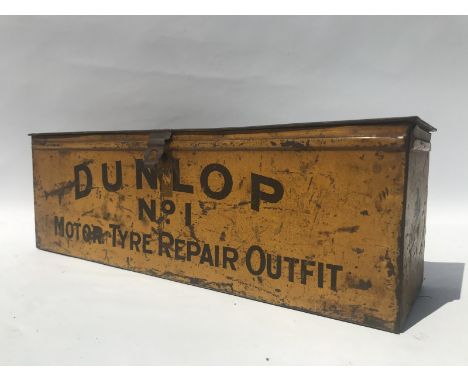 DUNLOP
No 1
MOTOR TYRE REPAIR OUTFIT